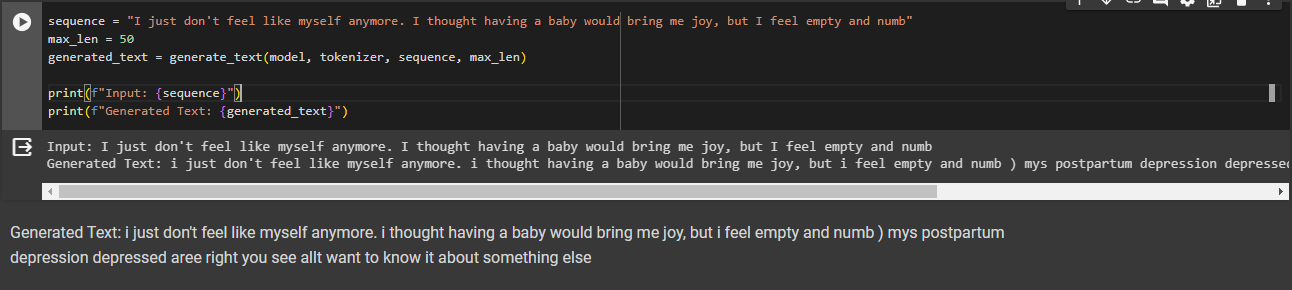 sequence = "I just don't feel like myself anymore. I thought having a baby would bring me joy, but I feel empty and numb"
max_len = 50
generated_text = generate_text(model, tokenizer, sequence, max_len)
print(f"Input: {sequence}")
print(f"Generated Text: {generated_text}")
Input: I just don't feel like myself anymore. I thought having a baby would bring me joy, but I feel empty and numb
Generated Text: i just don't feel like myself anymore. i thought having a baby would bring me joy, but i feel empty and numb ) mys postpartum depression depressed
Generated Text: i just don't feel like myself anymore. i thought having a baby would bring me joy, but i feel empty and numb ) mys postpartum
depression depressed aree right you see allt want to know it about something else